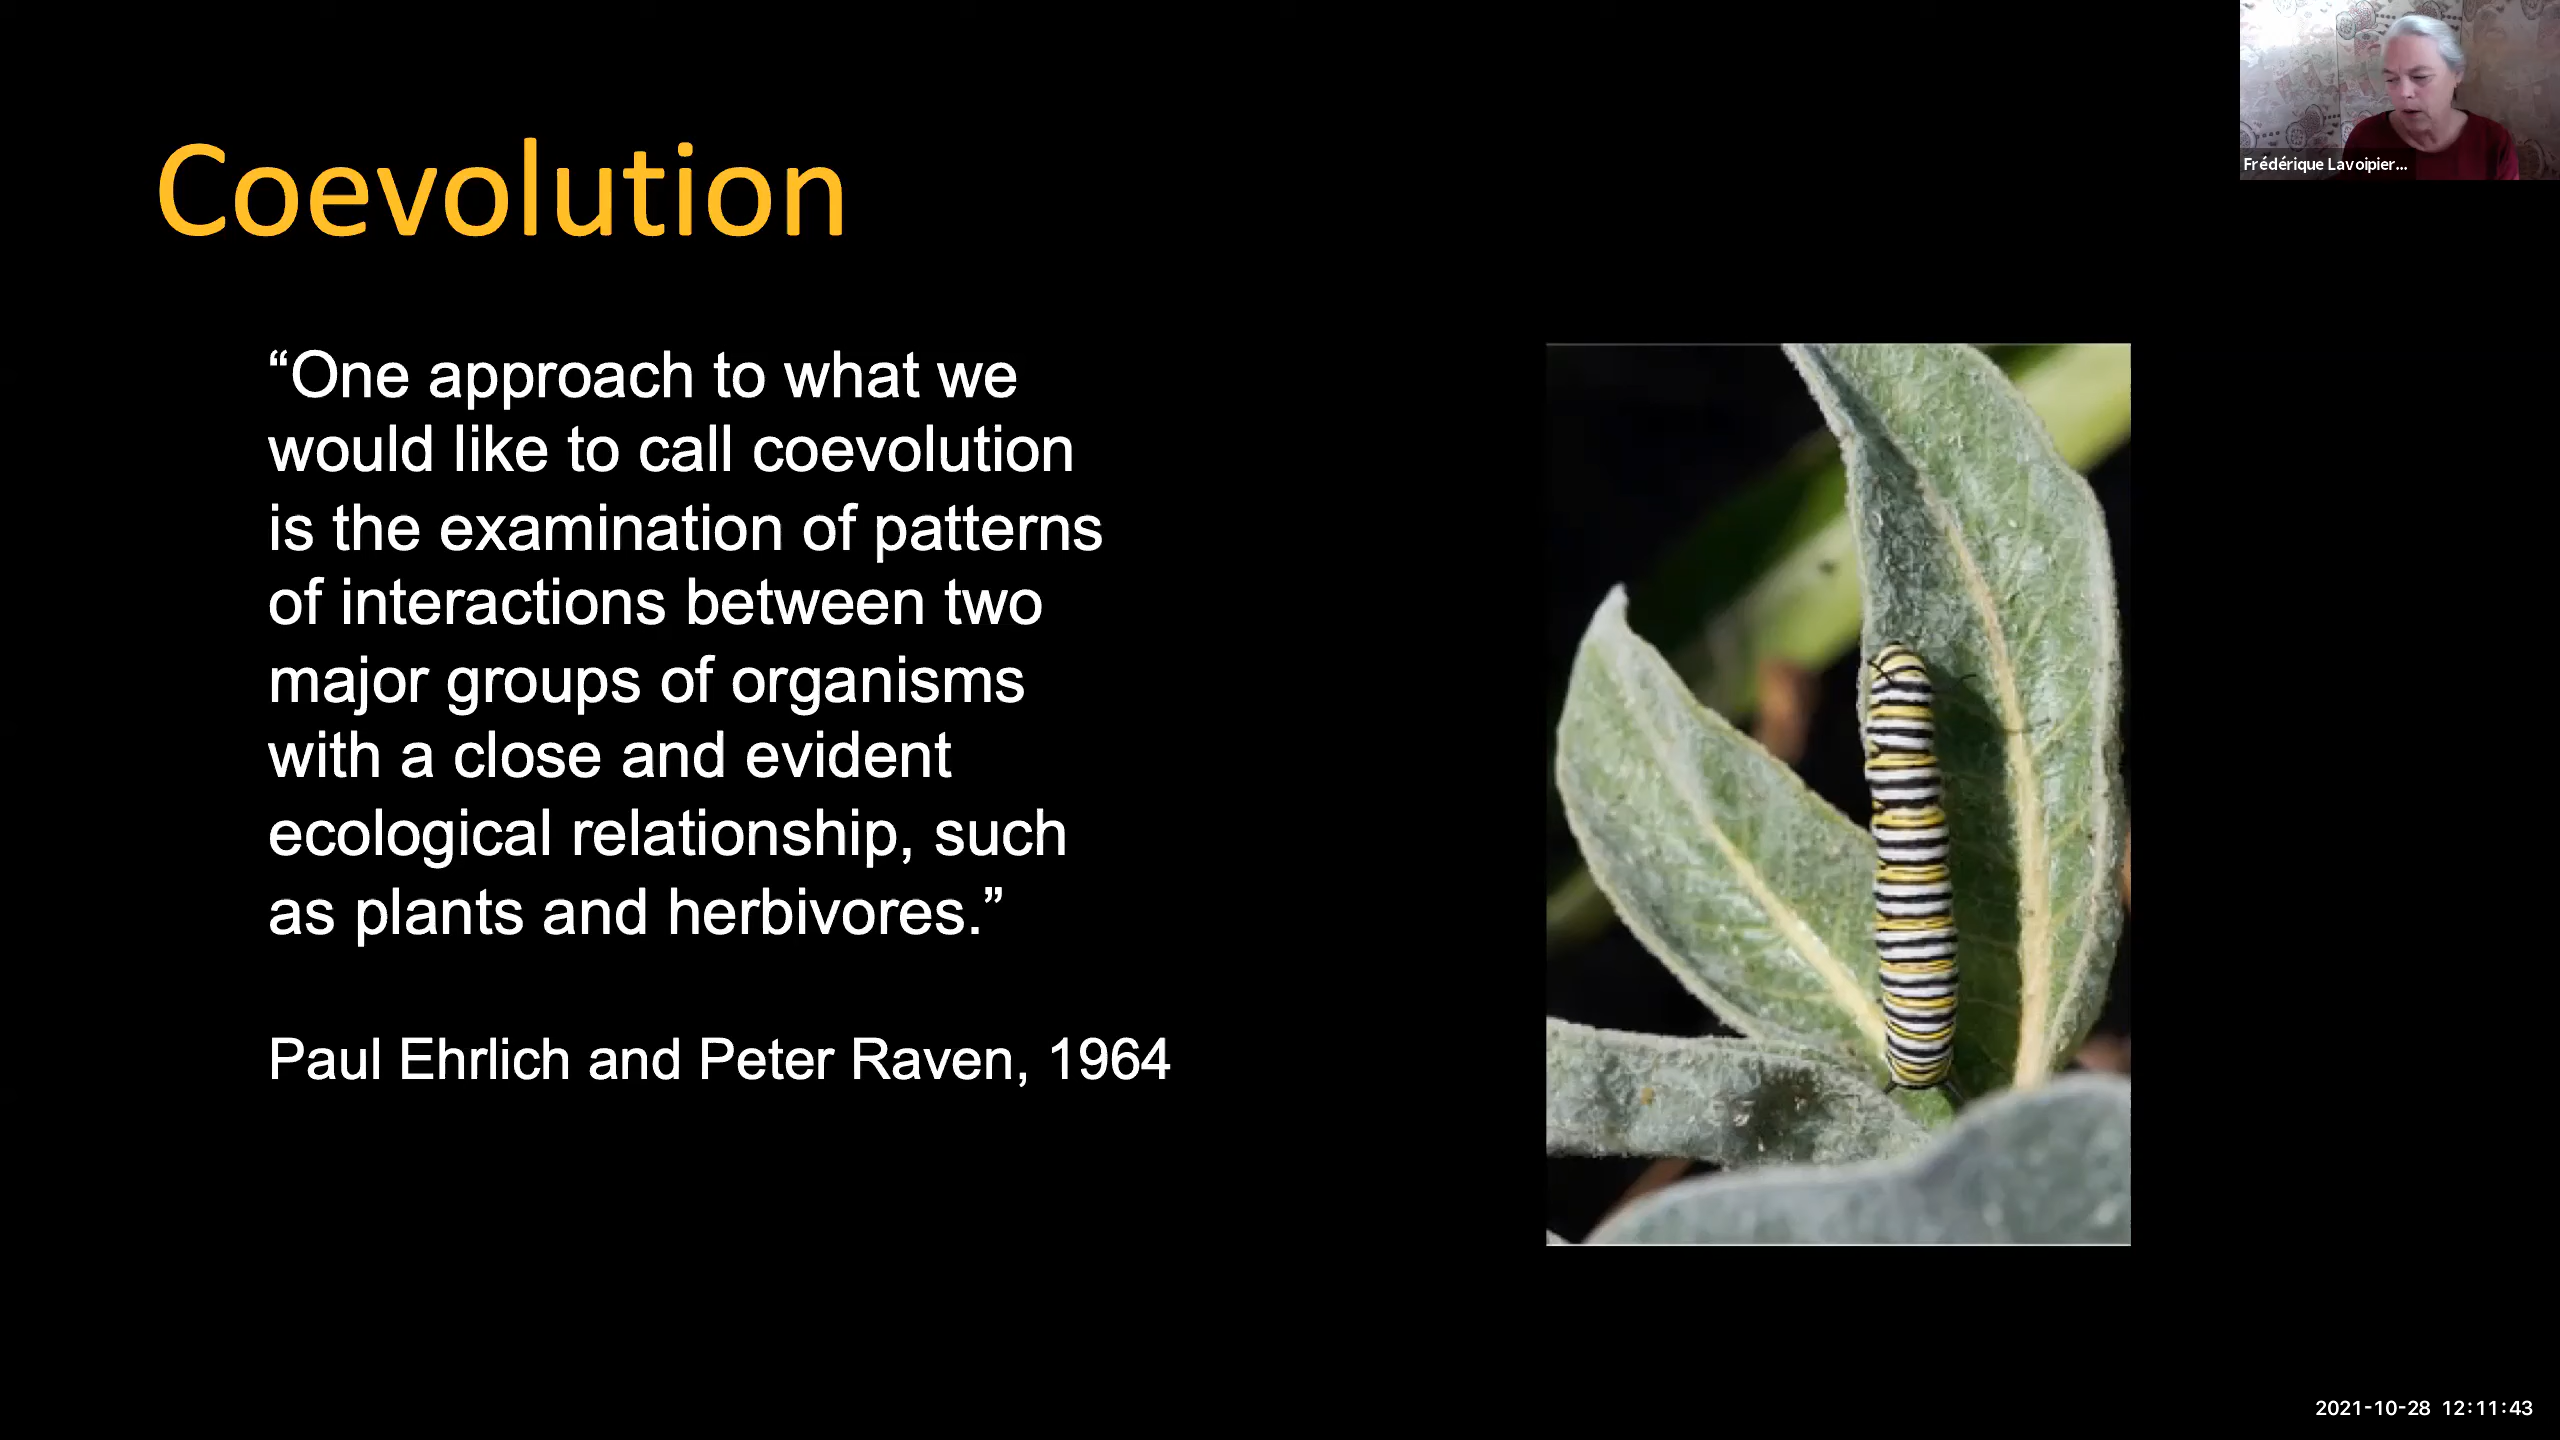 Frédérique Lavoipier...
Coevolution
“One approach to what we
would like to call coevolution
is the examination of patterns
of interactions between two
major groups of organisms
with a close and evident
ecological relationship, such
as plants and herbivores.”
Paul Ehrlich and Peter Raven, 1964
2021-10-28 12:11:43